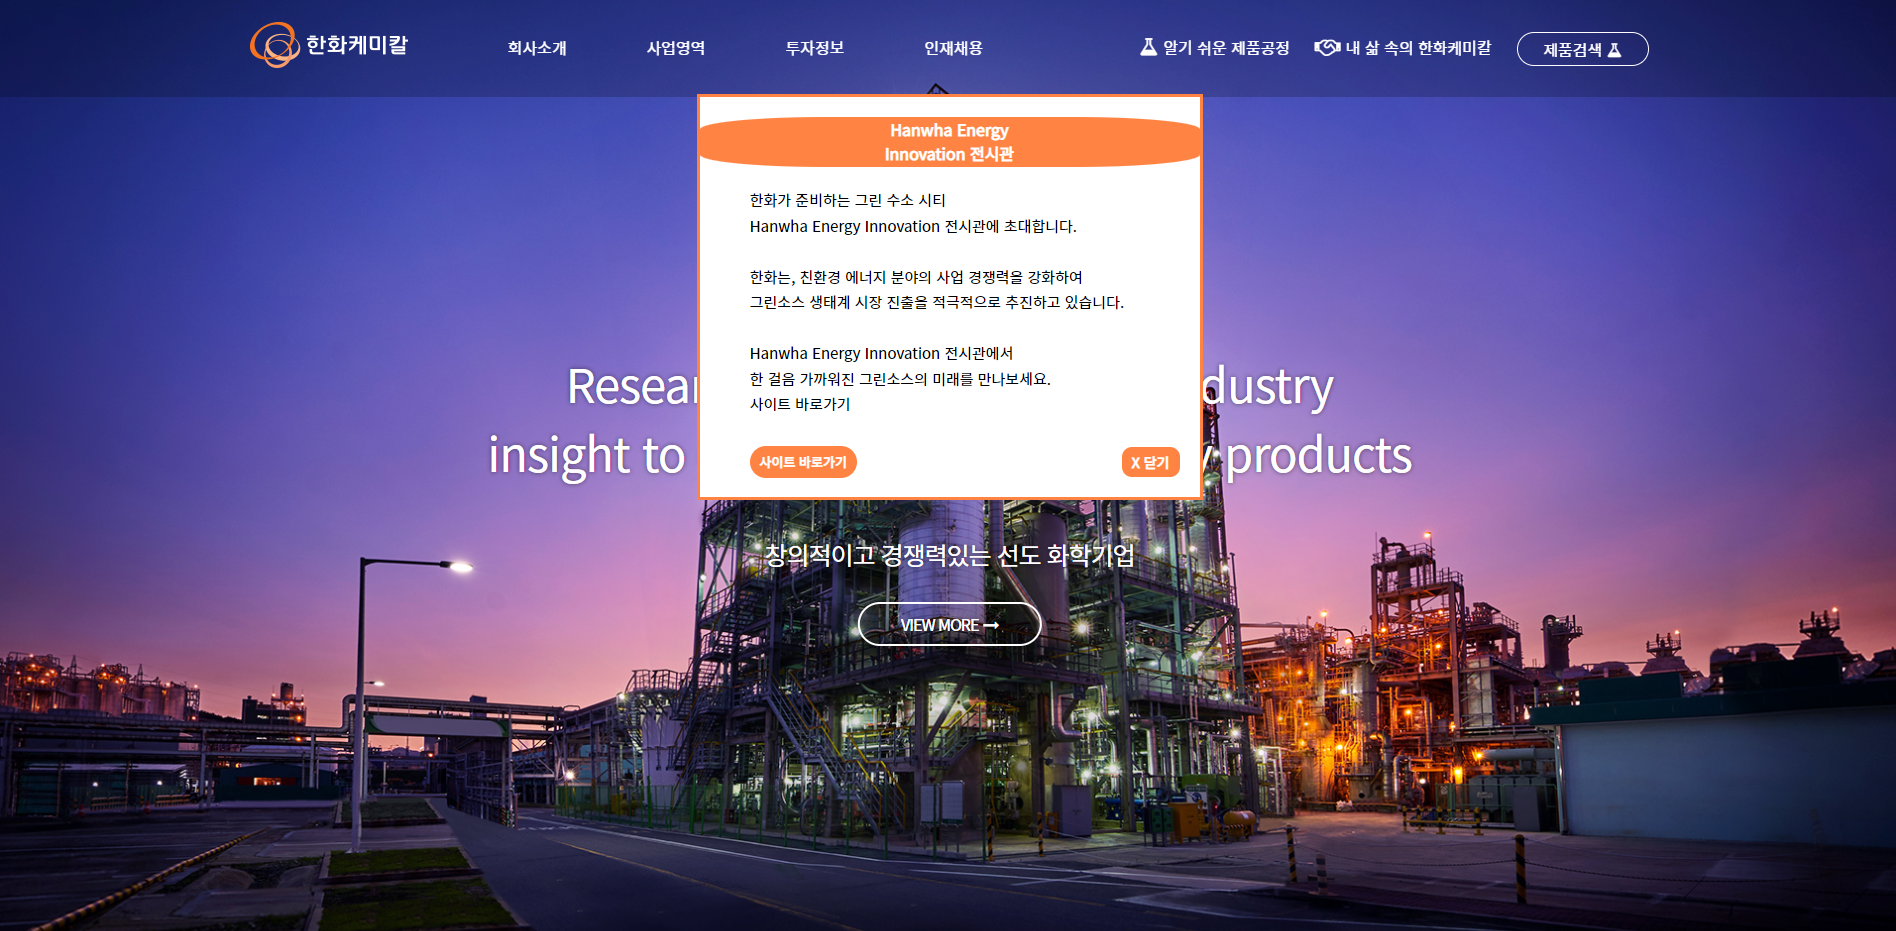 한화케미칼
회사소개
사업영역
투자정보
인재채용
알기 쉬운 제품공정
내 삶 속의 한화케미칼
제품검색
Hanwha Energy
Innovation 전시관
한화가 준비하는 그린 수소 시티
Hanwha Energy Innovation 전시관에 초대합니다.
한화는, 친환경 에너지 분야의 사업 경쟁력을 강화하여
그린소스 생태계 시장 진출을 적극적으로 추진하고 있습니다.
Hanwha Energy Innovation 전시관에서
한 걸음 가까워진 그린소스의 미래를 만나보세요.
사이트 바로가기
사이트 바로가기
X 닫기
insight to
products
창의적이고 경쟁력있는 선도 화학기업
VIEW MORE